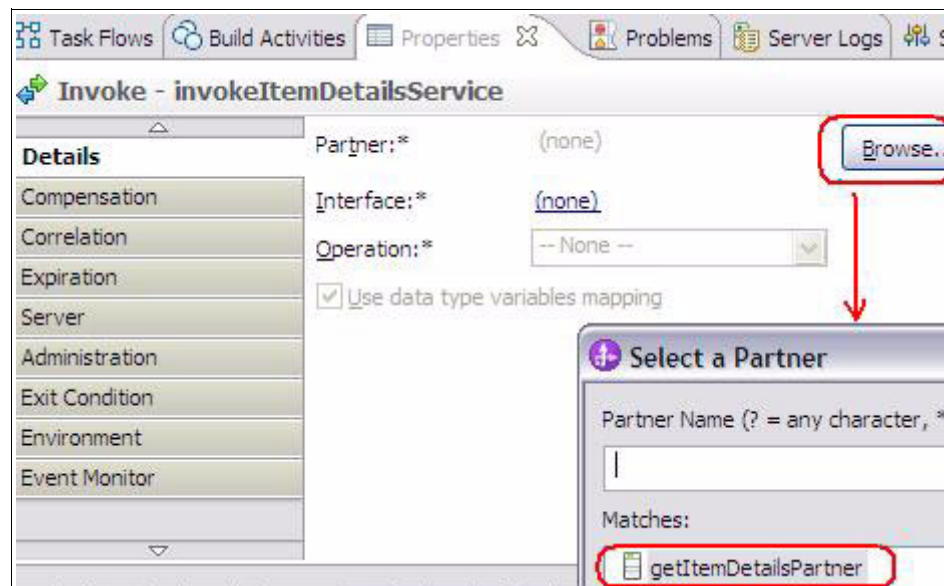 Task Flows Build Activities Properties Problems Server Logs
Invoke - invokeItemDetailsService
Details
Compensation
Correlation
Expiration
Server
Administration
Exit Condition
Environment
Event Monitor
Partner:* (none) Browse..
Interface:* (none)
Operation:* -- None --
Use data type variables mapping
Select a Partner
Partner Name (? = any character, *
Matches:
getItemDetailsPartner